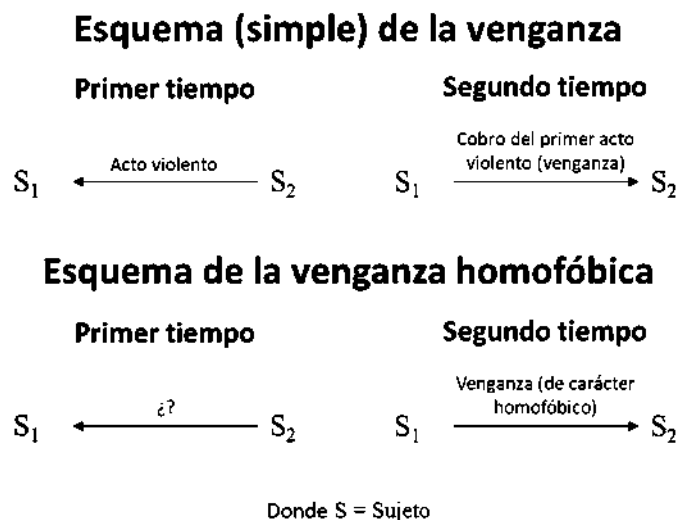 Esquema (simple) de la venganza
Primer tiempo
Segundo tiempo
S₁
Acto violento
S₂
S₁
Cobro del primer acto
violento (venganza)
S₂
Esquema de la venganza homofóbica
Primer tiempo
Segundo tiempo
S₁
¿?
S₂
S₁
Venganza (de carácter
homofóbico)
S₂
Donde S = Sujeto